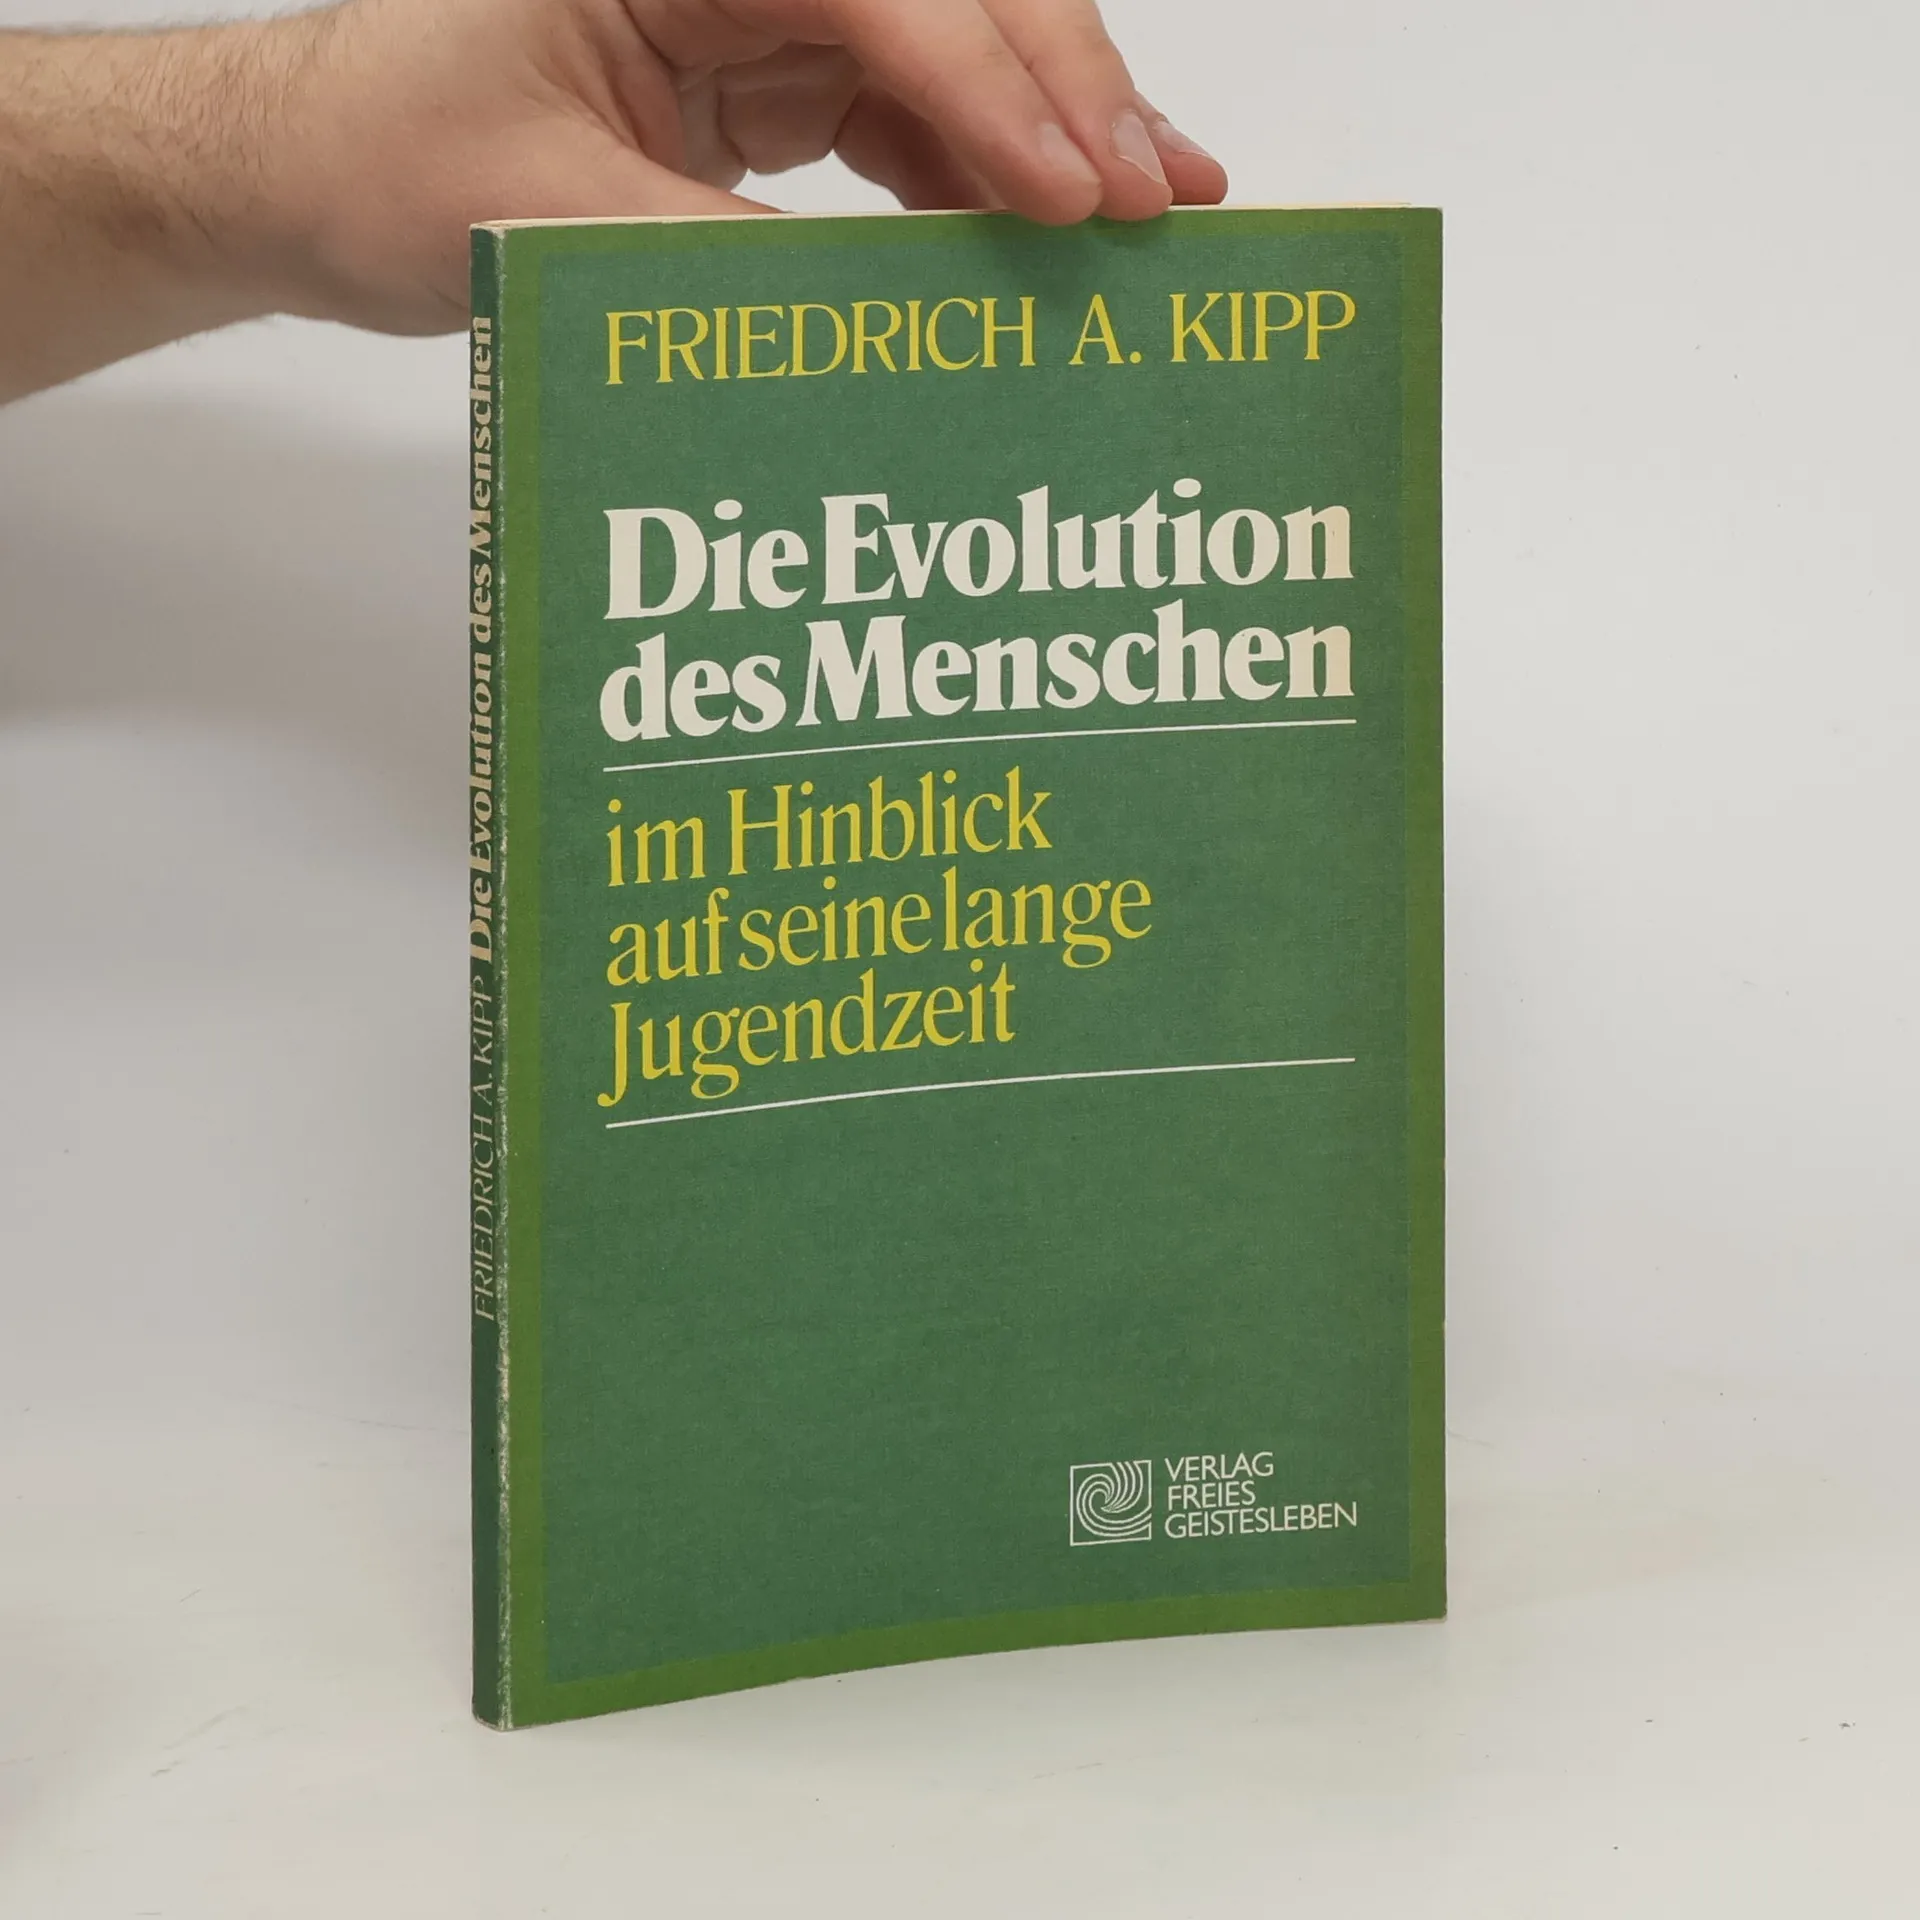 FRIEDRICH A. KIPP
Die Evolution
des Menschen
im Hinblick
auf seine lange
Jugendzeit
VERLAG
FREIES
GEISTESLEBEN
FRIEDRICH A. KIPP Die Evolution des Menschen